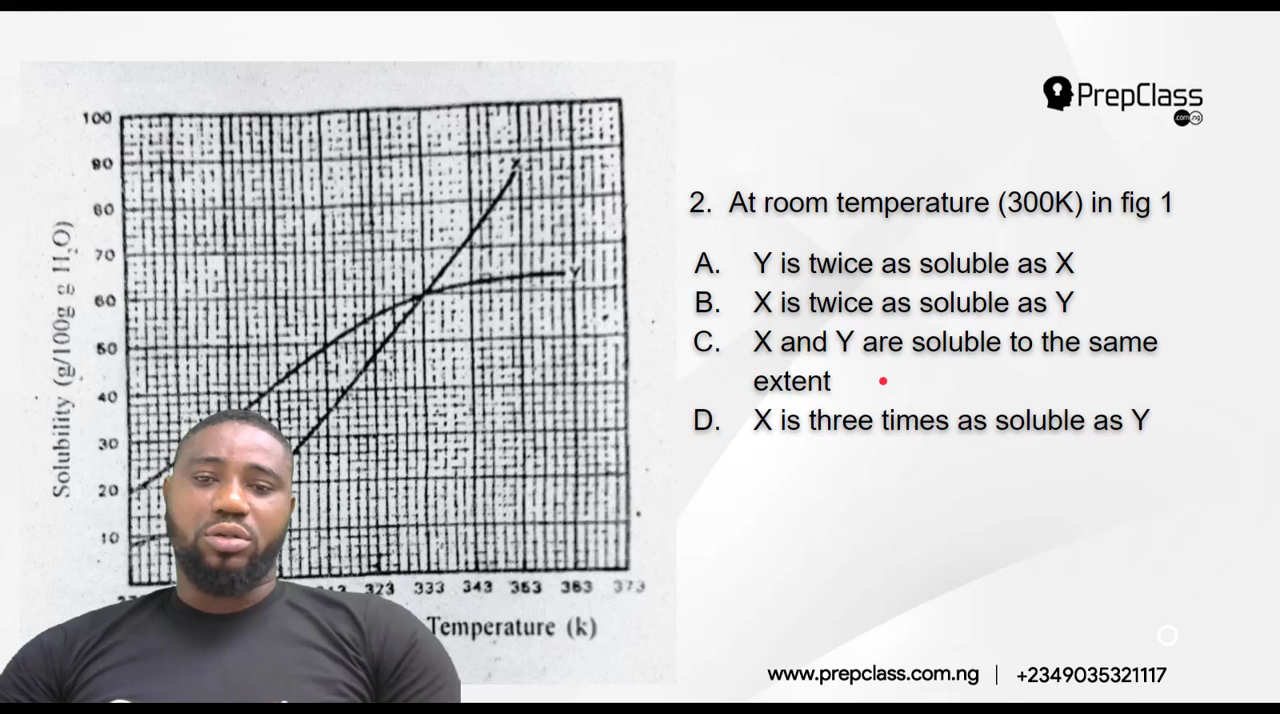 PrepClass
.com.ng
100
90
80
70
60
50
40
30
20
10
Solubility (g/100g g H₂O)
X
Y
323 333 343 353 363 373
Temperature (k)
2. At room temperature (300K) in fig 1
A. Y is twice as soluble as X
B. X is twice as soluble as Y
C. X and Y are soluble to the same
extent
D. X is three times as soluble as Y
www.prepclass.com.ng | +2349035321117